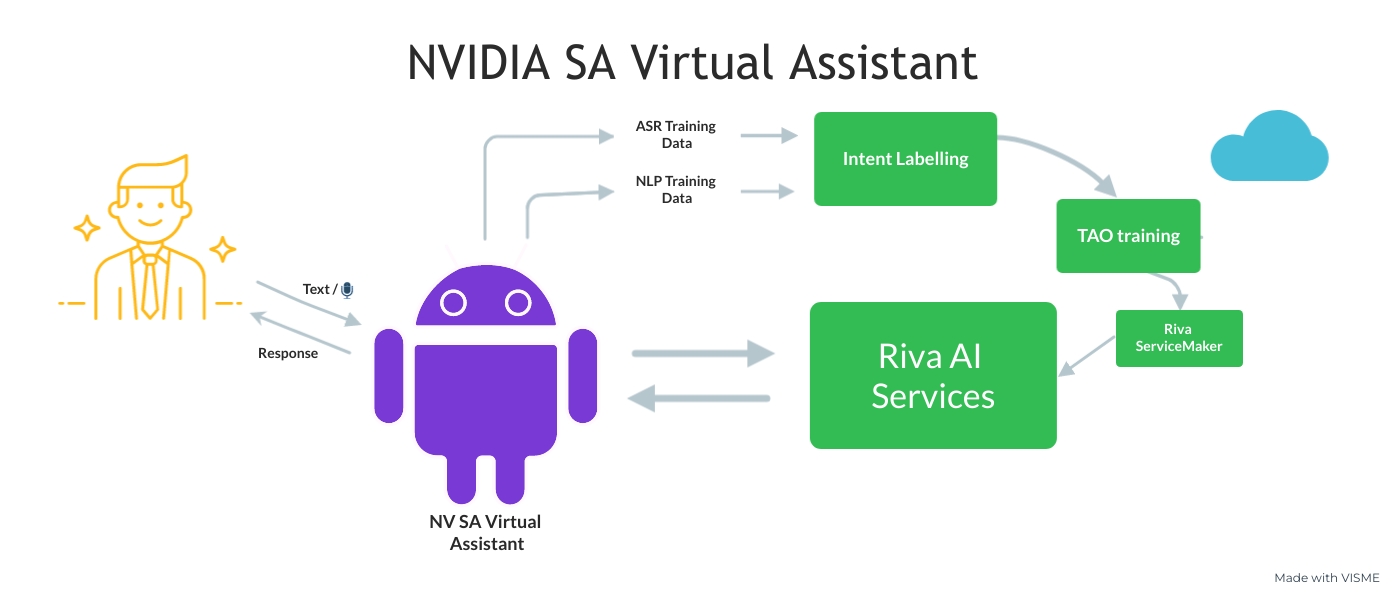 NVIDIA SA Virtual Assistant
ASR Training
Data
NLP Training
Data
Intent Labelling
TAO training
Text /
Response
Riva AI
Services
Riva
ServiceMaker
NV SA Virtual
Assistant
Made with VISME